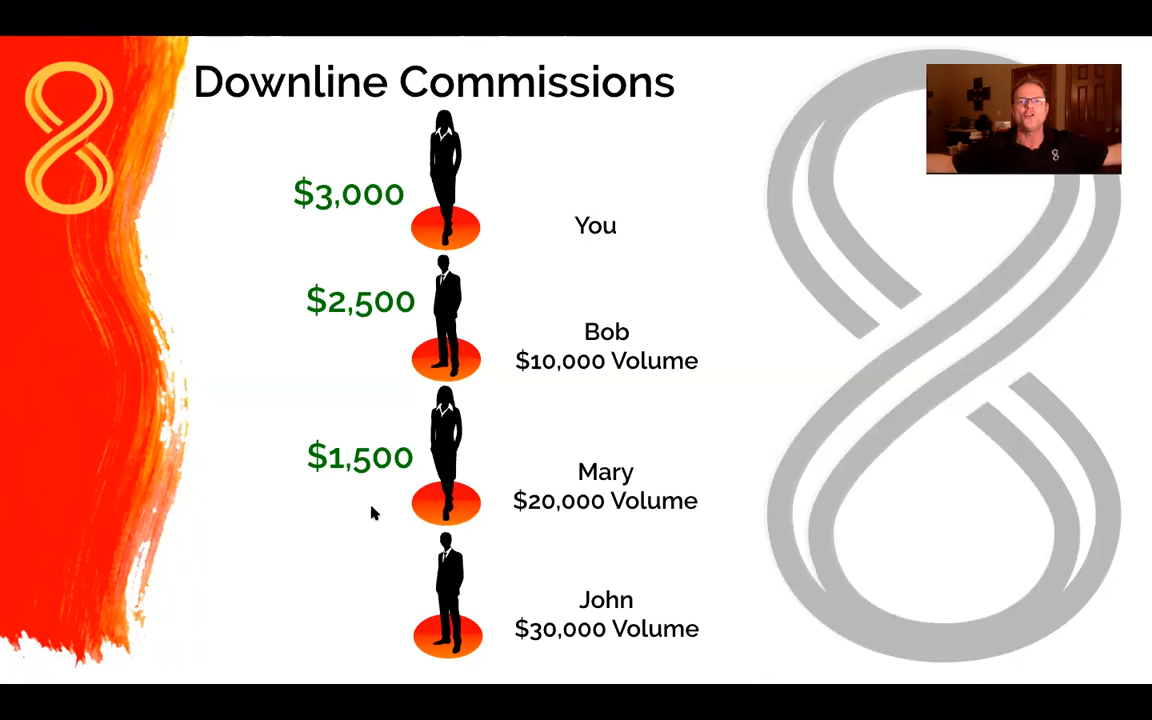 Downline Commissions
$3,000
You
$2,500
Bob
$10,000 Volume
$1,500
Mary
$20,000 Volume
John
$30,000 Volume